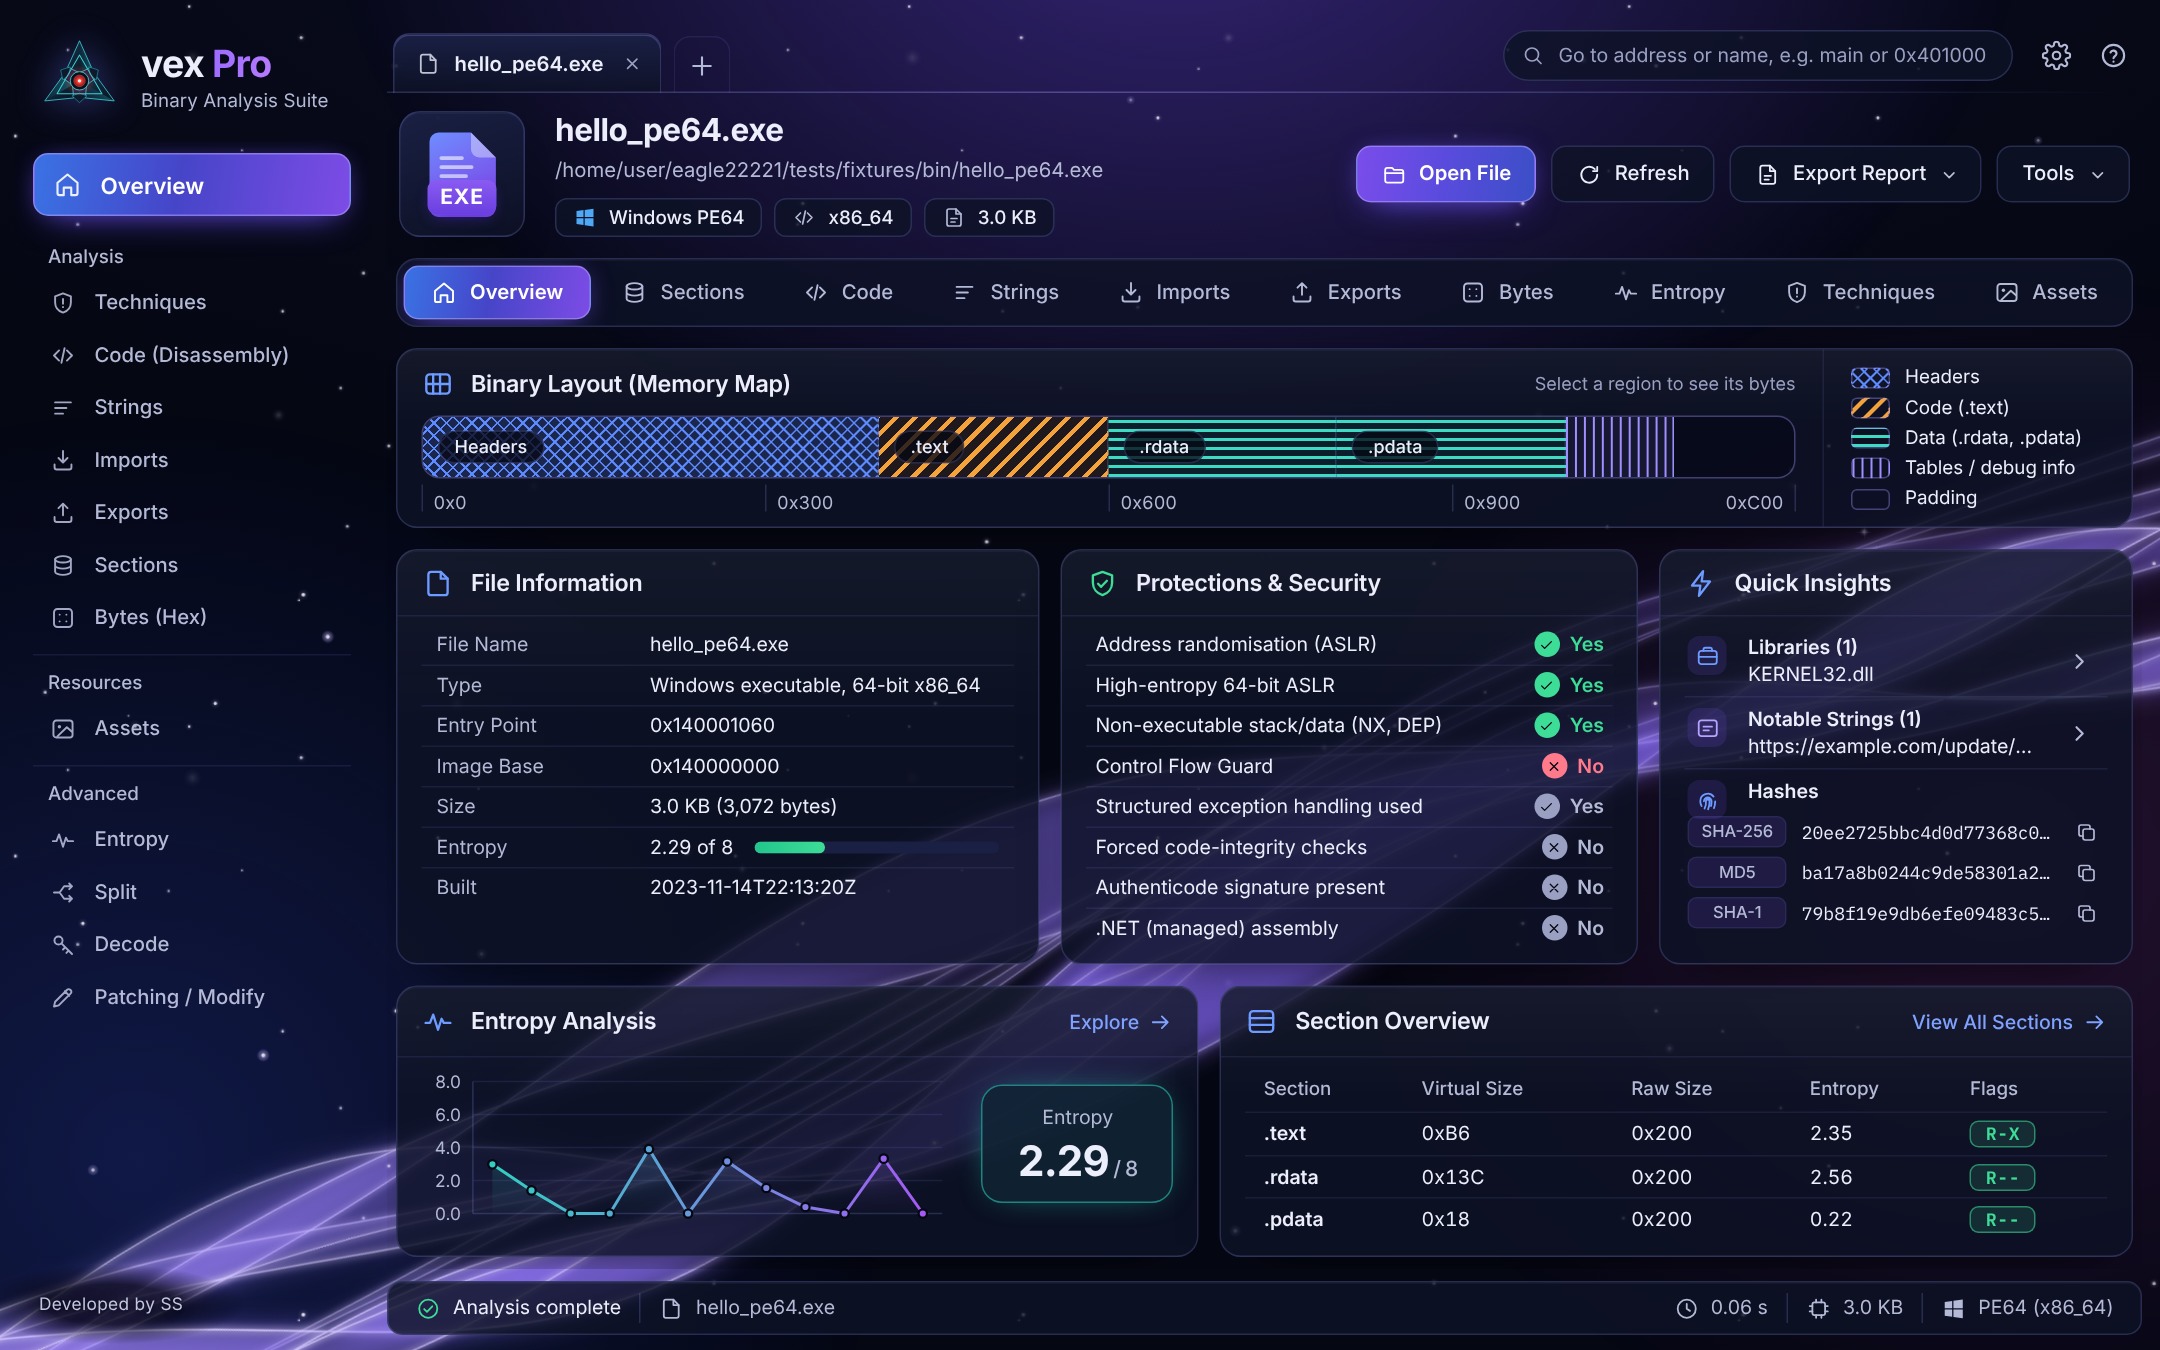 vex Pro
Binary Analysis Suite
Overview
Analysis
Techniques
Code (Disassembly)
Strings
Imports
Exports
Sections
Bytes (Hex)
Resources
Assets
Advanced
Entropy
Split
Decode
Patching / Modify
Developed by SS
hello_pe64.exe
Go to address or name, e.g. main or 0x401000
EXE
hello_pe64.exe
/home/user/eagle22221/tests/fixtures/bin/hello_pe64.exe
Windows PE64
x86_64
3.0 KB
Open File
Refresh
Export Report
Tools
Overview
Sections
Code
Strings
Imports
Exports
Bytes
Entropy
Techniques
Assets
Binary Layout (Memory Map)
Select a region to see its bytes
Headers
.text
.rdata
.pdata
0x0
0x300
0x600
0x900
0xC00
Headers
Code (.text)
Data (.rdata, .pdata)
Tables / debug info
Padding
File Information
File Name hello_pe64.exe
Type Windows executable, 64-bit x86_64
Entry Point 0x140001060
Image Base 0x140000000
Size 3.0 KB (3,072 bytes)
Entropy 2.29 of 8
Built 2023-11-14T22:13:20Z
Protections & Security
Address randomisation (ASLR) Yes
High-entropy 64-bit ASLR Yes
Non-executable stack/data (NX, DEP) Yes
Control Flow Guard No
Structured exception handling used Yes
Forced code-integrity checks No
Authenticode signature present No
.NET (managed) assembly No
Quick Insights
Libraries (1)
KERNEL32.dll
Notable Strings (1)
https://example.com/update/...
Hashes
SHA-256 20ee2725bbc4d0d77368c0…
MD5 ba17a8b0244c9de58301a2…
SHA-1 79b8f19e9db6efe09483c5…
Entropy Analysis
Explore
8.0
6.0
4.0
2.0
0.0
Entropy
2.29 / 8
Section Overview
View All Sections
Section Virtual Size Raw Size Entropy Flags
.text 0xB6 0x200 2.35 R-X
.rdata 0x13C 0x200 2.56 R--
.pdata 0x18 0x200 0.22 R--
Analysis complete
hello_pe64.exe
0.06 s
3.0 KB
PE64 (x86_64)